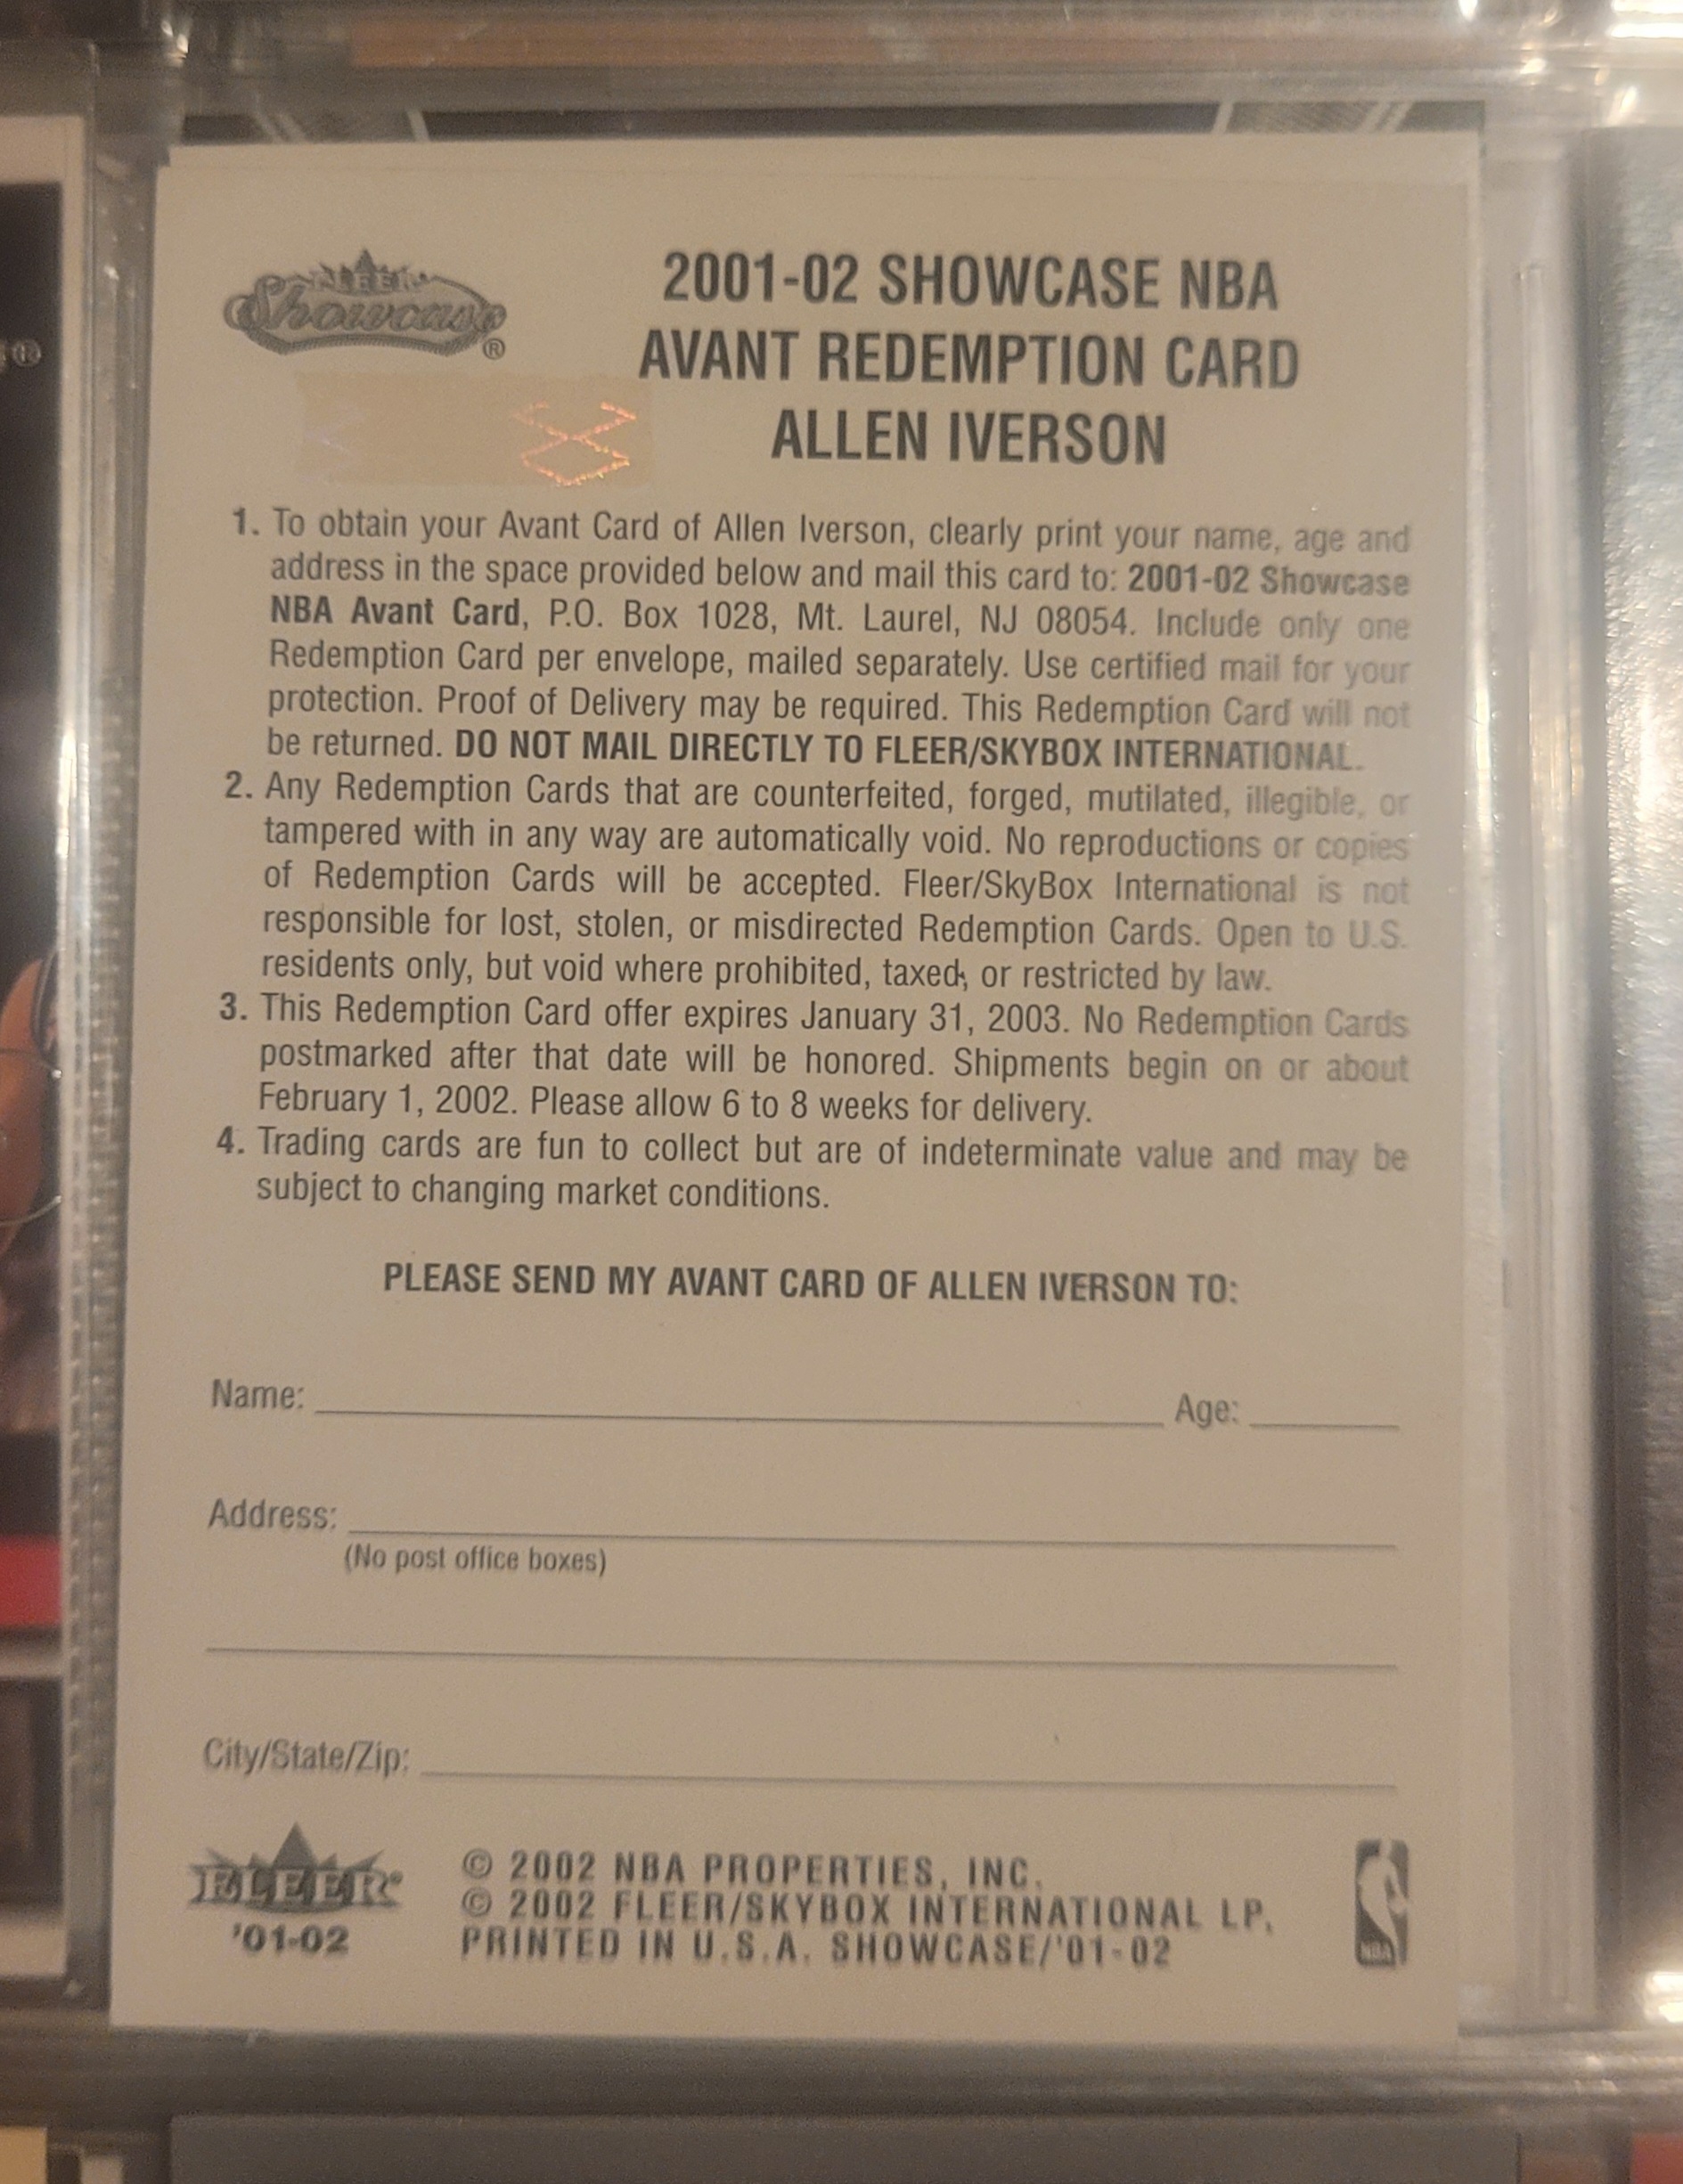 FLEER
Showcase®
2001-02 SHOWCASE NBA
AVANT REDEMPTION CARD
ALLEN IVERSON
1. To obtain your Avant Card of Allen Iverson, clearly print your name, age and
address in the space provided below and mail this card to: 2001-02 Showcase
NBA Avant Card, P.O. Box 1028, Mt. Laurel, NJ 08054. Include only one
Redemption Card per envelope, mailed separately. Use certified mail for your
protection. Proof of Delivery may be required. This Redemption Card will not
be returned. DO NOT MAIL DIRECTLY TO FLEER/SKYBOX INTERNATIONAL.
2. Any Redemption Cards that are counterfeited, forged, mutilated, illegible, or
tampered with in any way are automatically void. No reproductions or copies
of Redemption Cards will be accepted. Fleer/SkyBox International is not
responsible for lost, stolen, or misdirected Redemption Cards. Open to U.S.
residents only, but void where prohibited, taxed, or restricted by law.
3. This Redemption Card offer expires January 31, 2003. No Redemption Cards
postmarked after that date will be honored. Shipments begin on or about
February 1, 2002. Please allow 6 to 8 weeks for delivery.
4. Trading cards are fun to collect but are of indeterminate value and may be
subject to changing market conditions.
PLEASE SEND MY AVANT CARD OF ALLEN IVERSON TO:
Name: Age:
Address:
(No post office boxes)
City/State/Zip:
FLEER®
'01-02
© 2002 NBA PROPERTIES, INC.
© 2002 FLEER/SKYBOX INTERNATIONAL LP.
PRINTED IN U.S.A. SHOWCASE/'01-02
NBA